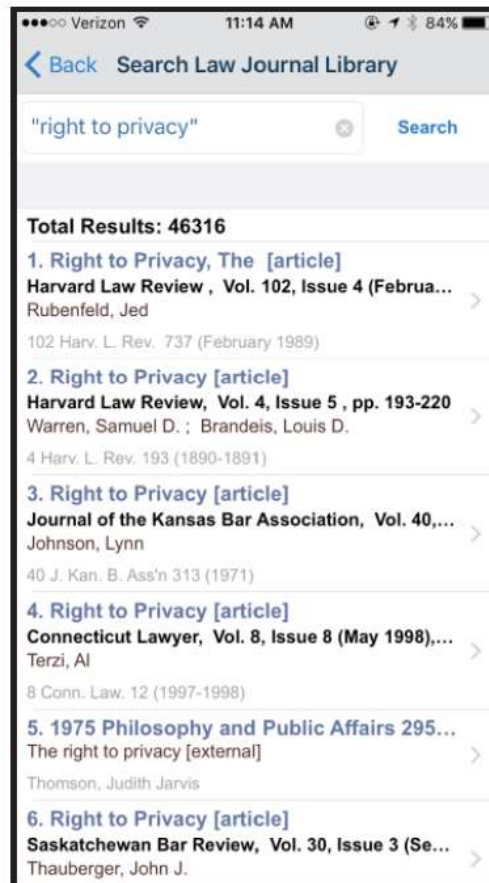 Verizon 11:14 AM 84%
Back Search Law Journal Library
"right to privacy" Search
Total Results: 46316
1. Right to Privacy, The [article]
Harvard Law Review , Vol. 102, Issue 4 (Februa...
Rubenfeld, Jed
102 Harv. L. Rev. 737 (February 1989)
2. Right to Privacy [article]
Harvard Law Review, Vol. 4, Issue 5 , pp. 193-220
Warren, Samuel D. ; Brandeis, Louis D.
4 Harv. L. Rev. 193 (1890-1891)
3. Right to Privacy [article]
Journal of the Kansas Bar Association, Vol. 40,...
Johnson, Lynn
40 J. Kan. B. Ass'n 313 (1971)
4. Right to Privacy [article]
Connecticut Lawyer, Vol. 8, Issue 8 (May 1998),...
Terzi, Al
8 Conn. Law. 12 (1997-1998)
5. 1975 Philosophy and Public Affairs 295...
The right to privacy [external]
Thomson, Judith Jarvis
6. Right to Privacy [article]
Saskatchewan Bar Review, Vol. 30, Issue 3 (Se...
Thauberger, John J.